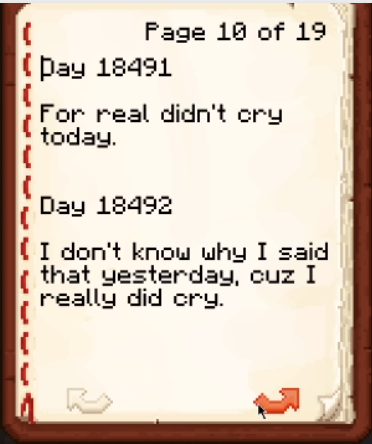 Page 10 of 19
Day 18491
For real didn't cry
today.
Day 18492
I don't know why I said
that yesterday, cuz I
really did cry.